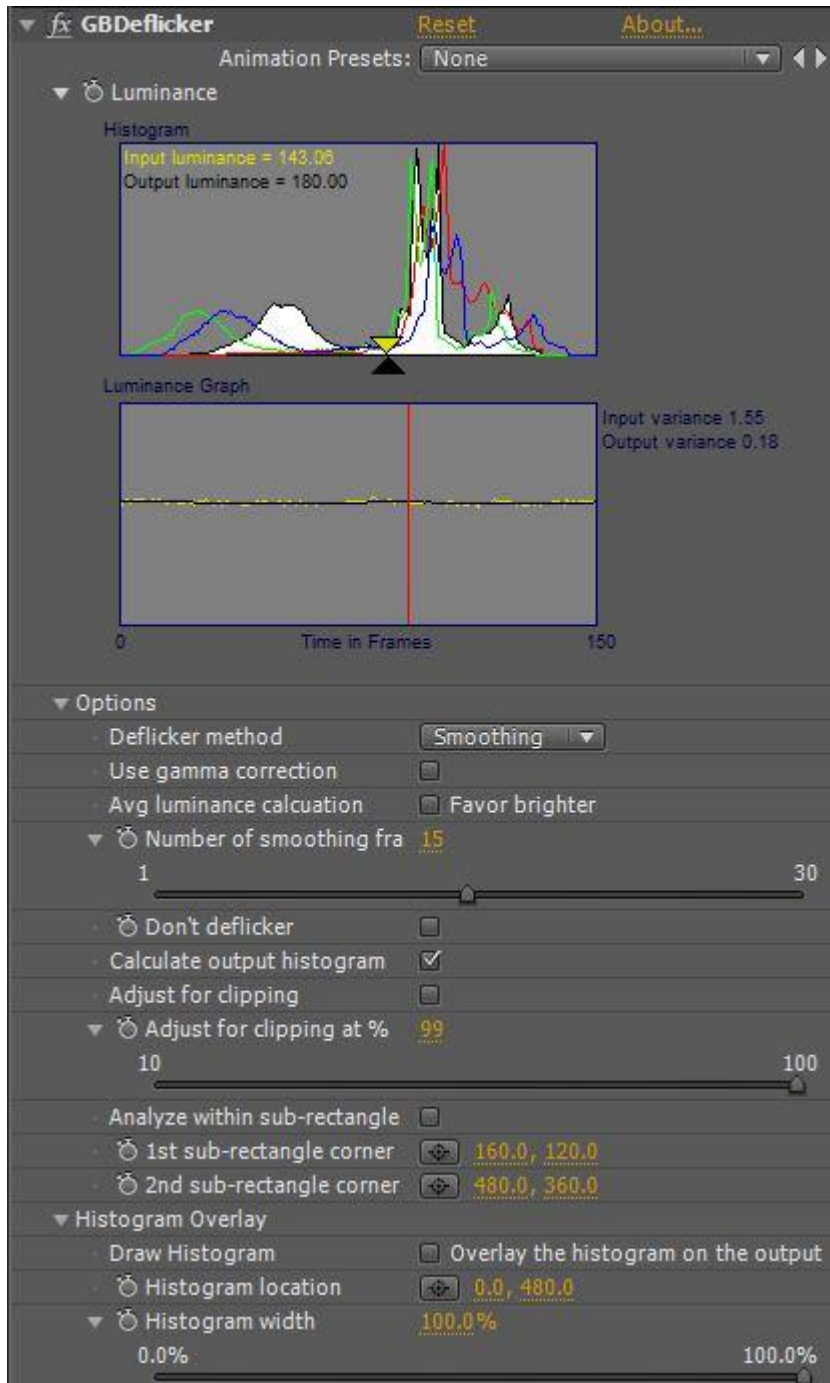 fx GBDeflicker Reset About...
Animation Presets: None
Luminance
Histogram
Input luminance = 143.06
Output luminance = 180.00
Luminance Graph
Input variance 1.55
Output variance 0.18
0 Time in Frames 150
Options
Deflicker method Smoothing
Use gamma correction
Avg luminance calcuation Favor brighter
Number of smoothing fra 15
1 30
Don't deflicker
Calculate output histogram
Adjust for clipping
Adjust for clipping at % 99
10 100
Analyze within sub-rectangle
1st sub-rectangle corner 160.0, 120.0
2nd sub-rectangle corner 480.0, 360.0
Histogram Overlay
Draw Histogram Overlay the histogram on the output
Histogram location 0.0, 480.0
Histogram width 100.0%
0.0% 100.0%